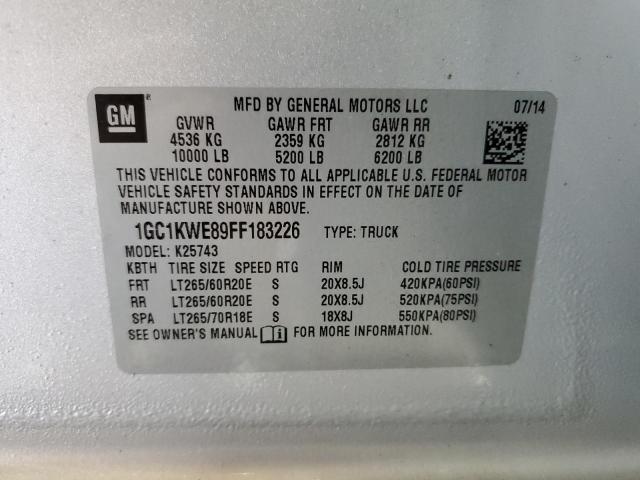 GM
MFD BY GENERAL MOTORS LLC 07/14
GVWR GAWR FRT GAWR RR
4536 KG 2359 KG 2812 KG
10000 LB 5200 LB 6200 LB
THIS VEHICLE CONFORMS TO ALL APPLICABLE U.S. FEDERAL MOTOR
VEHICLE SAFETY STANDARDS IN EFFECT ON THE DATE OF
MANUFACTURE SHOWN ABOVE.
1GC1KWE89FF183226 TYPE: TRUCK
MODEL: K25743
KBTH TIRE SIZE SPEED RTG RIM COLD TIRE PRESSURE
FRT LT265/60R20E S 20X8.5J 420KPA(60PSI)
RR LT265/60R20E S 20X8.5J 520KPA(75PSI)
SPA LT265/70R18E S 18X8J 550KPA(80PSI)
SEE OWNER'S MANUAL FOR MORE INFORMATION.